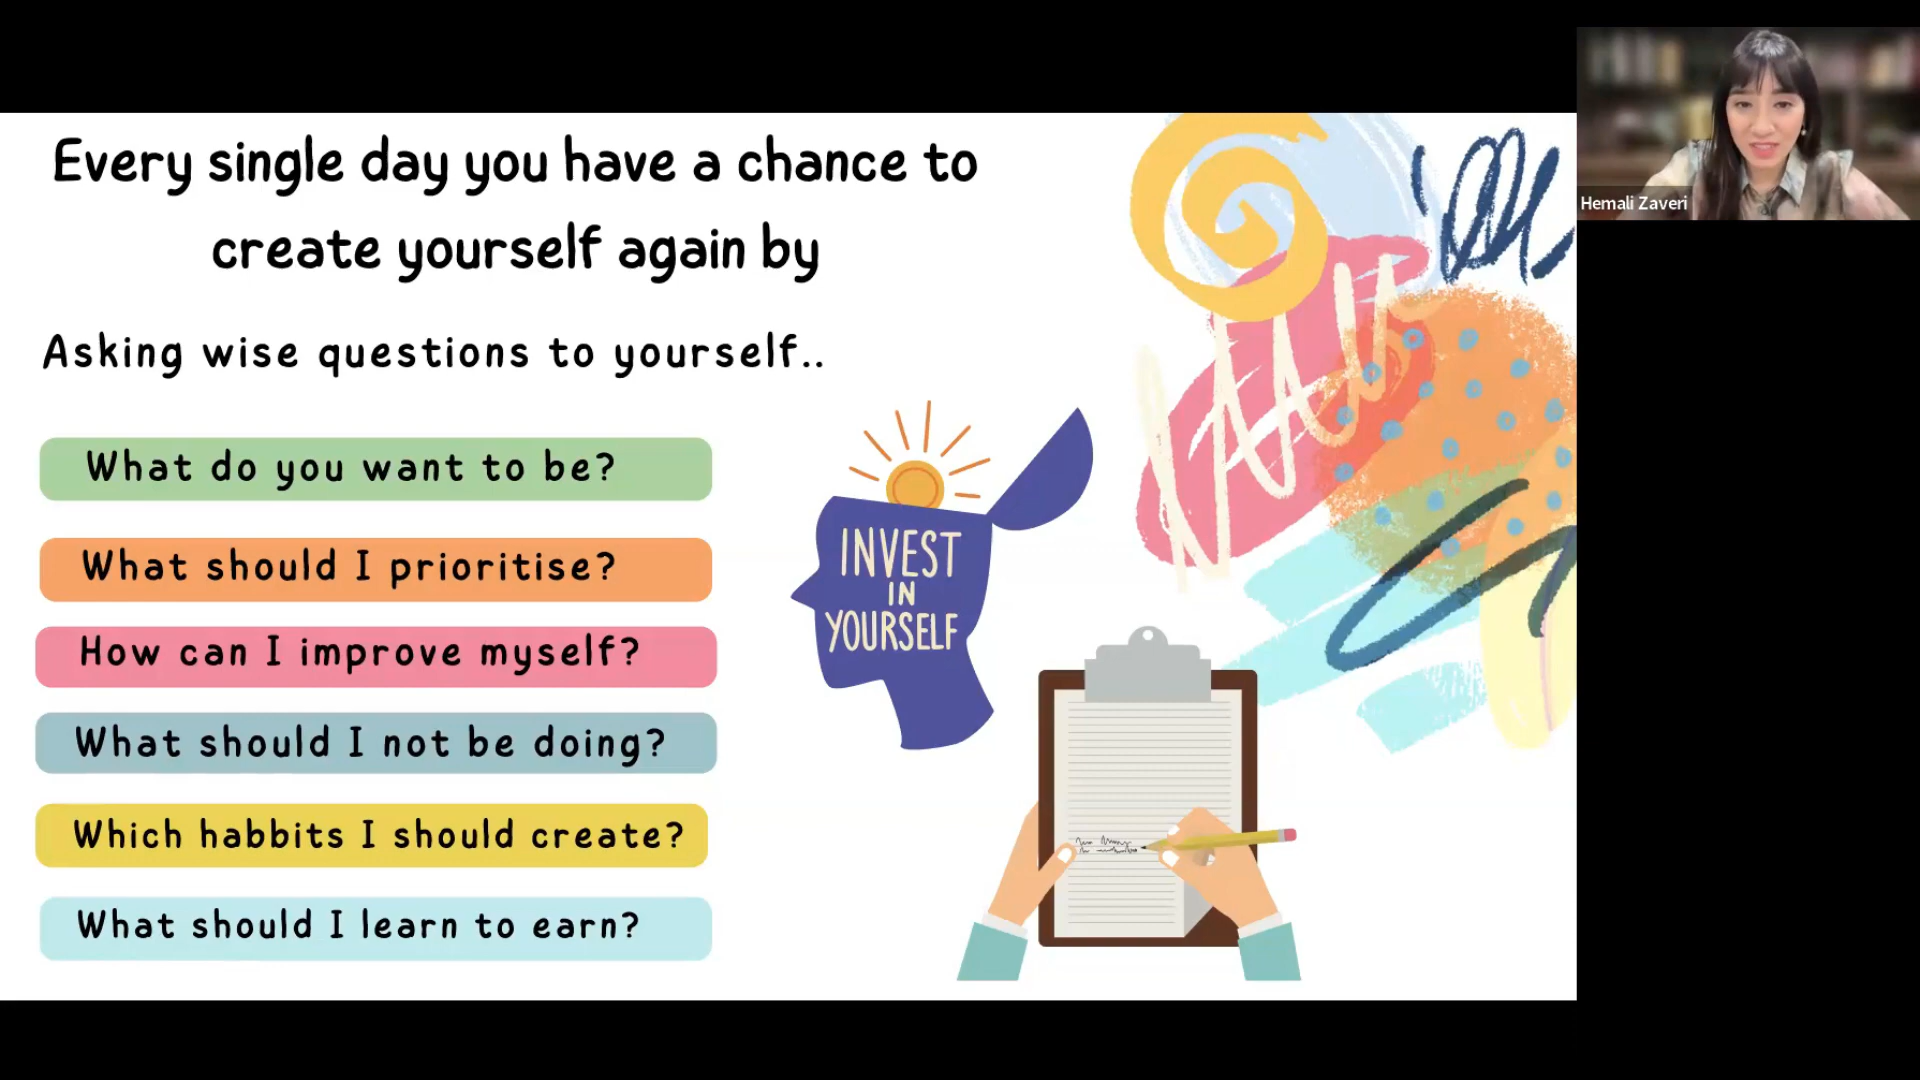 Every single day you have a chance to
create yourself again by
Asking wise questions to yourself..
What do you want to be?
What should I prioritise?
How can I improve myself?
What should I not be doing?
Which habbits I should create?
What should I learn to earn?
INVEST
IN
YOURSELF
Hemali Zaveri